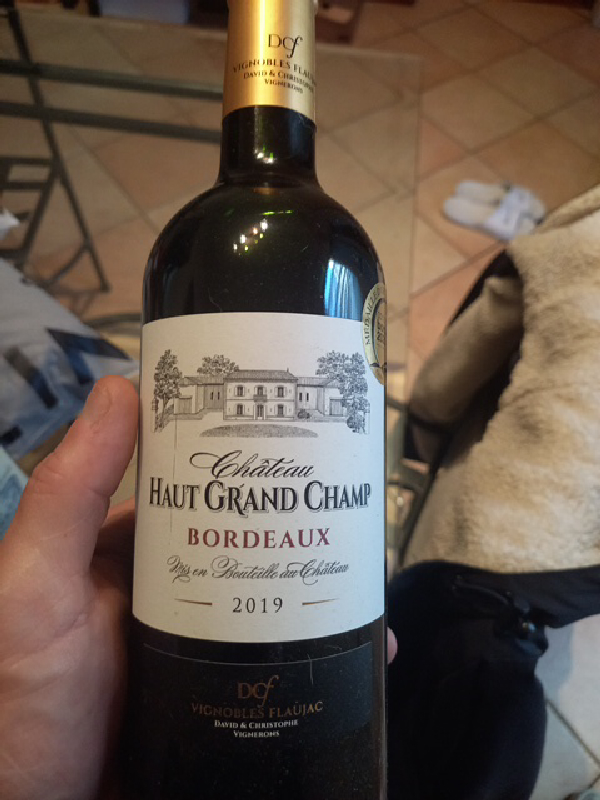 DCf
VIGNOBLES FLAUJAC
DAVID & CHRISTOPHE
VIGNERONS
Château
HAUT GRAND CHAMP
BORDEAUX
Mis en Bouteille au Château
2019
DCf
VIGNOBLES FLAUJAC
DAVID & CHRISTOPHE
VIGNERONS